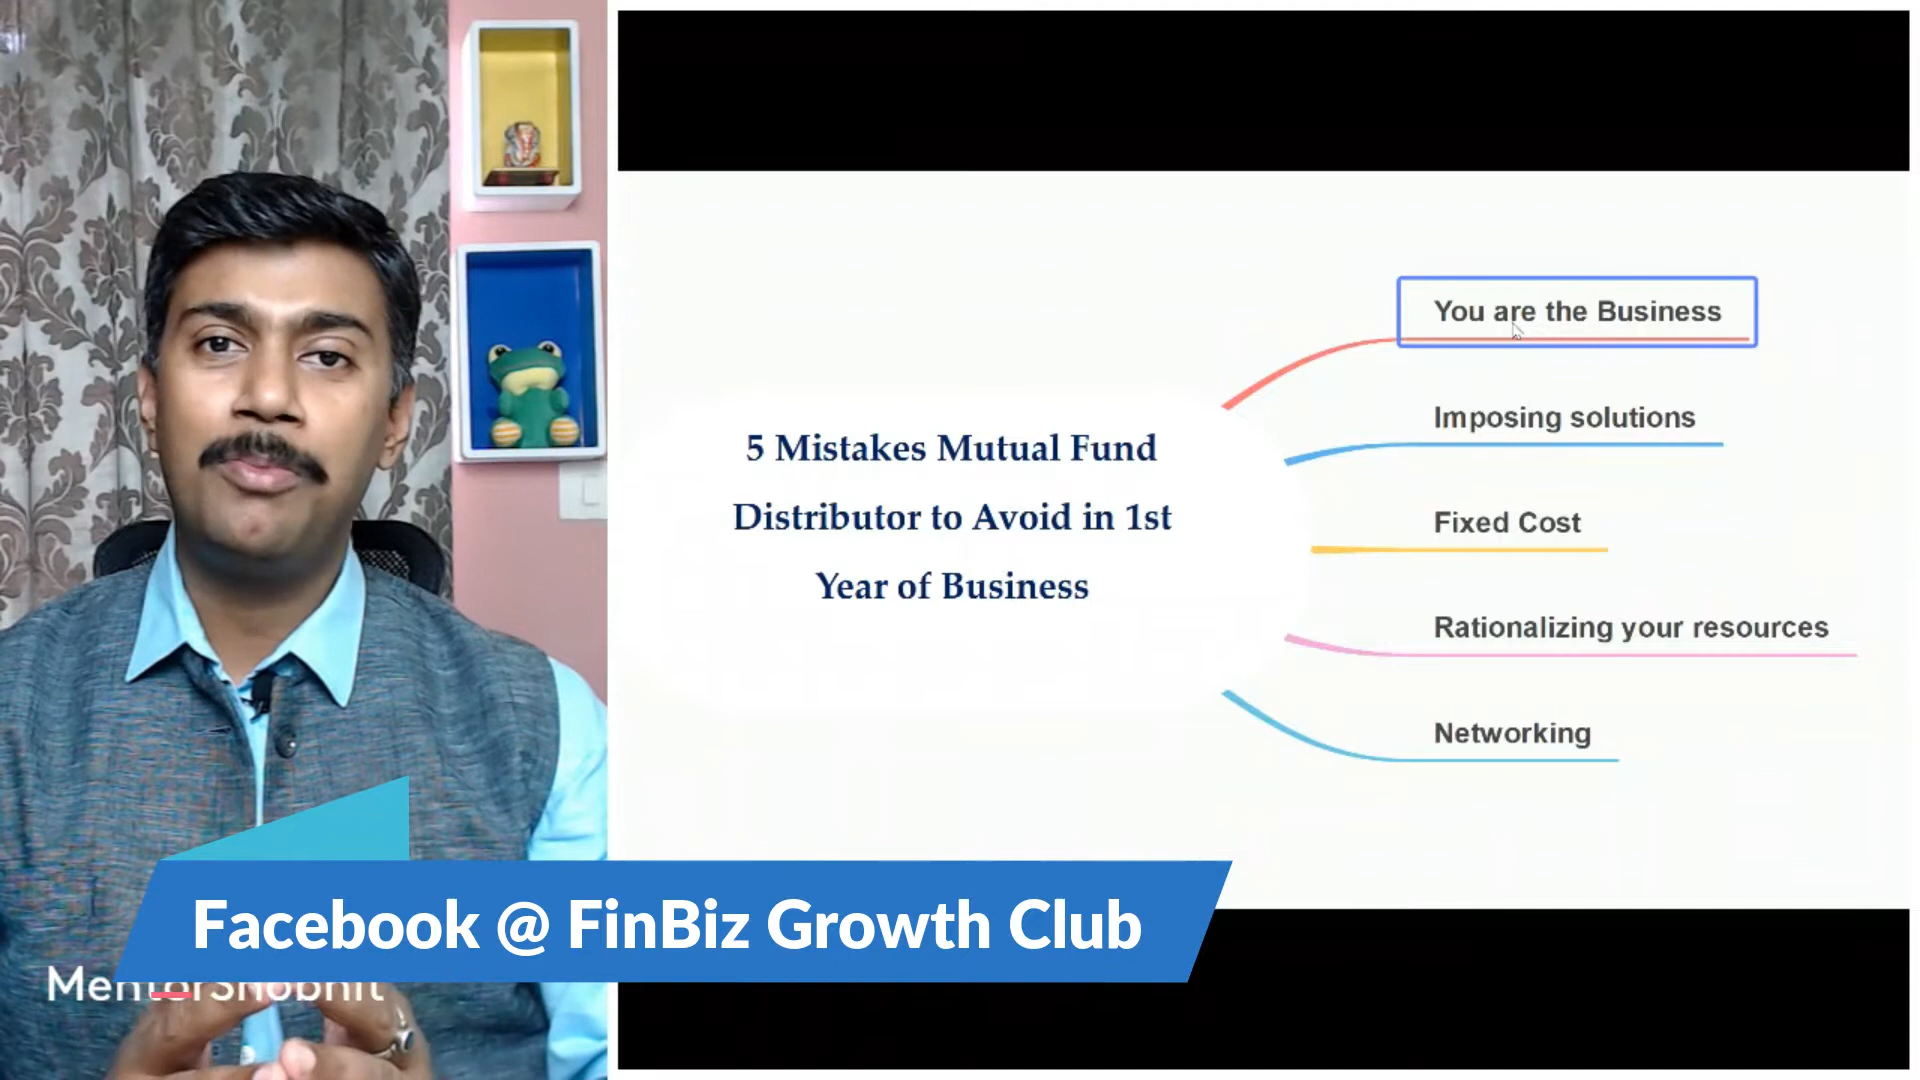 5 Mistakes Mutual Fund
Distributor to Avoid in 1st
Year of Business
You are the Business
Imposing solutions
Fixed Cost
Rationalizing your resources
Networking
Facebook @ FinBiz Growth Club
MentorShobhit